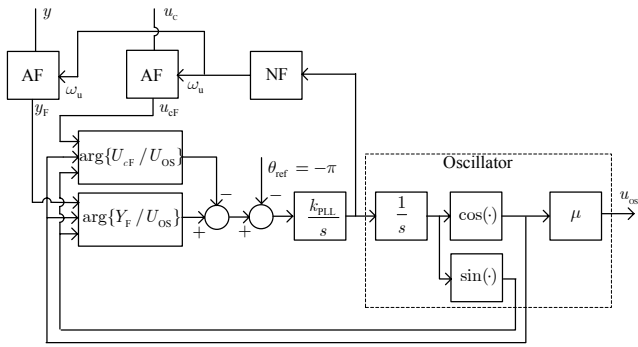 y
u_c
AF
AF
NF
ω_u
ω_u
y_F
u_cF
arg{U_cF/U_OS}
θ_ref = −π
Oscillator
−
−
arg{Y_F/U_OS}
+
+
k_PLL
s
1
s
cos(·)
μ
u_os
sin(·)